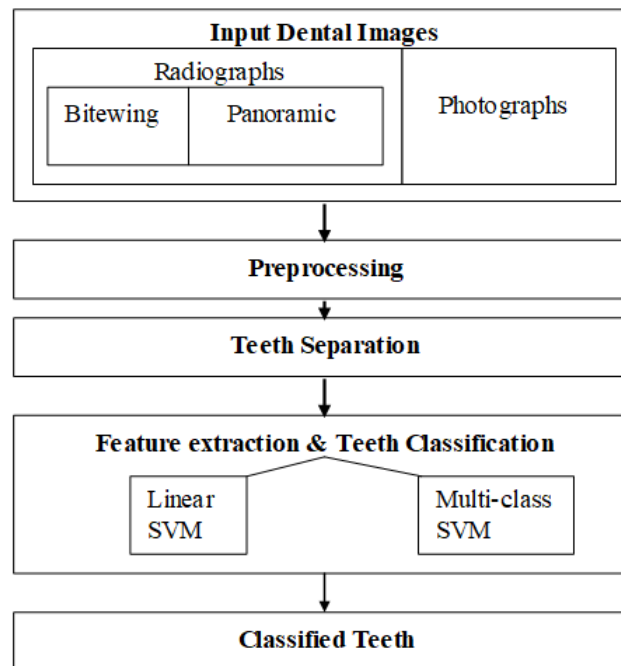 Input Dental Images
Radiographs
Bitewing
Panoramic
Photographs
Preprocessing
Teeth Separation
Feature extraction & Teeth Classification
Linear
SVM
Multi-class
SVM
Classified Teeth